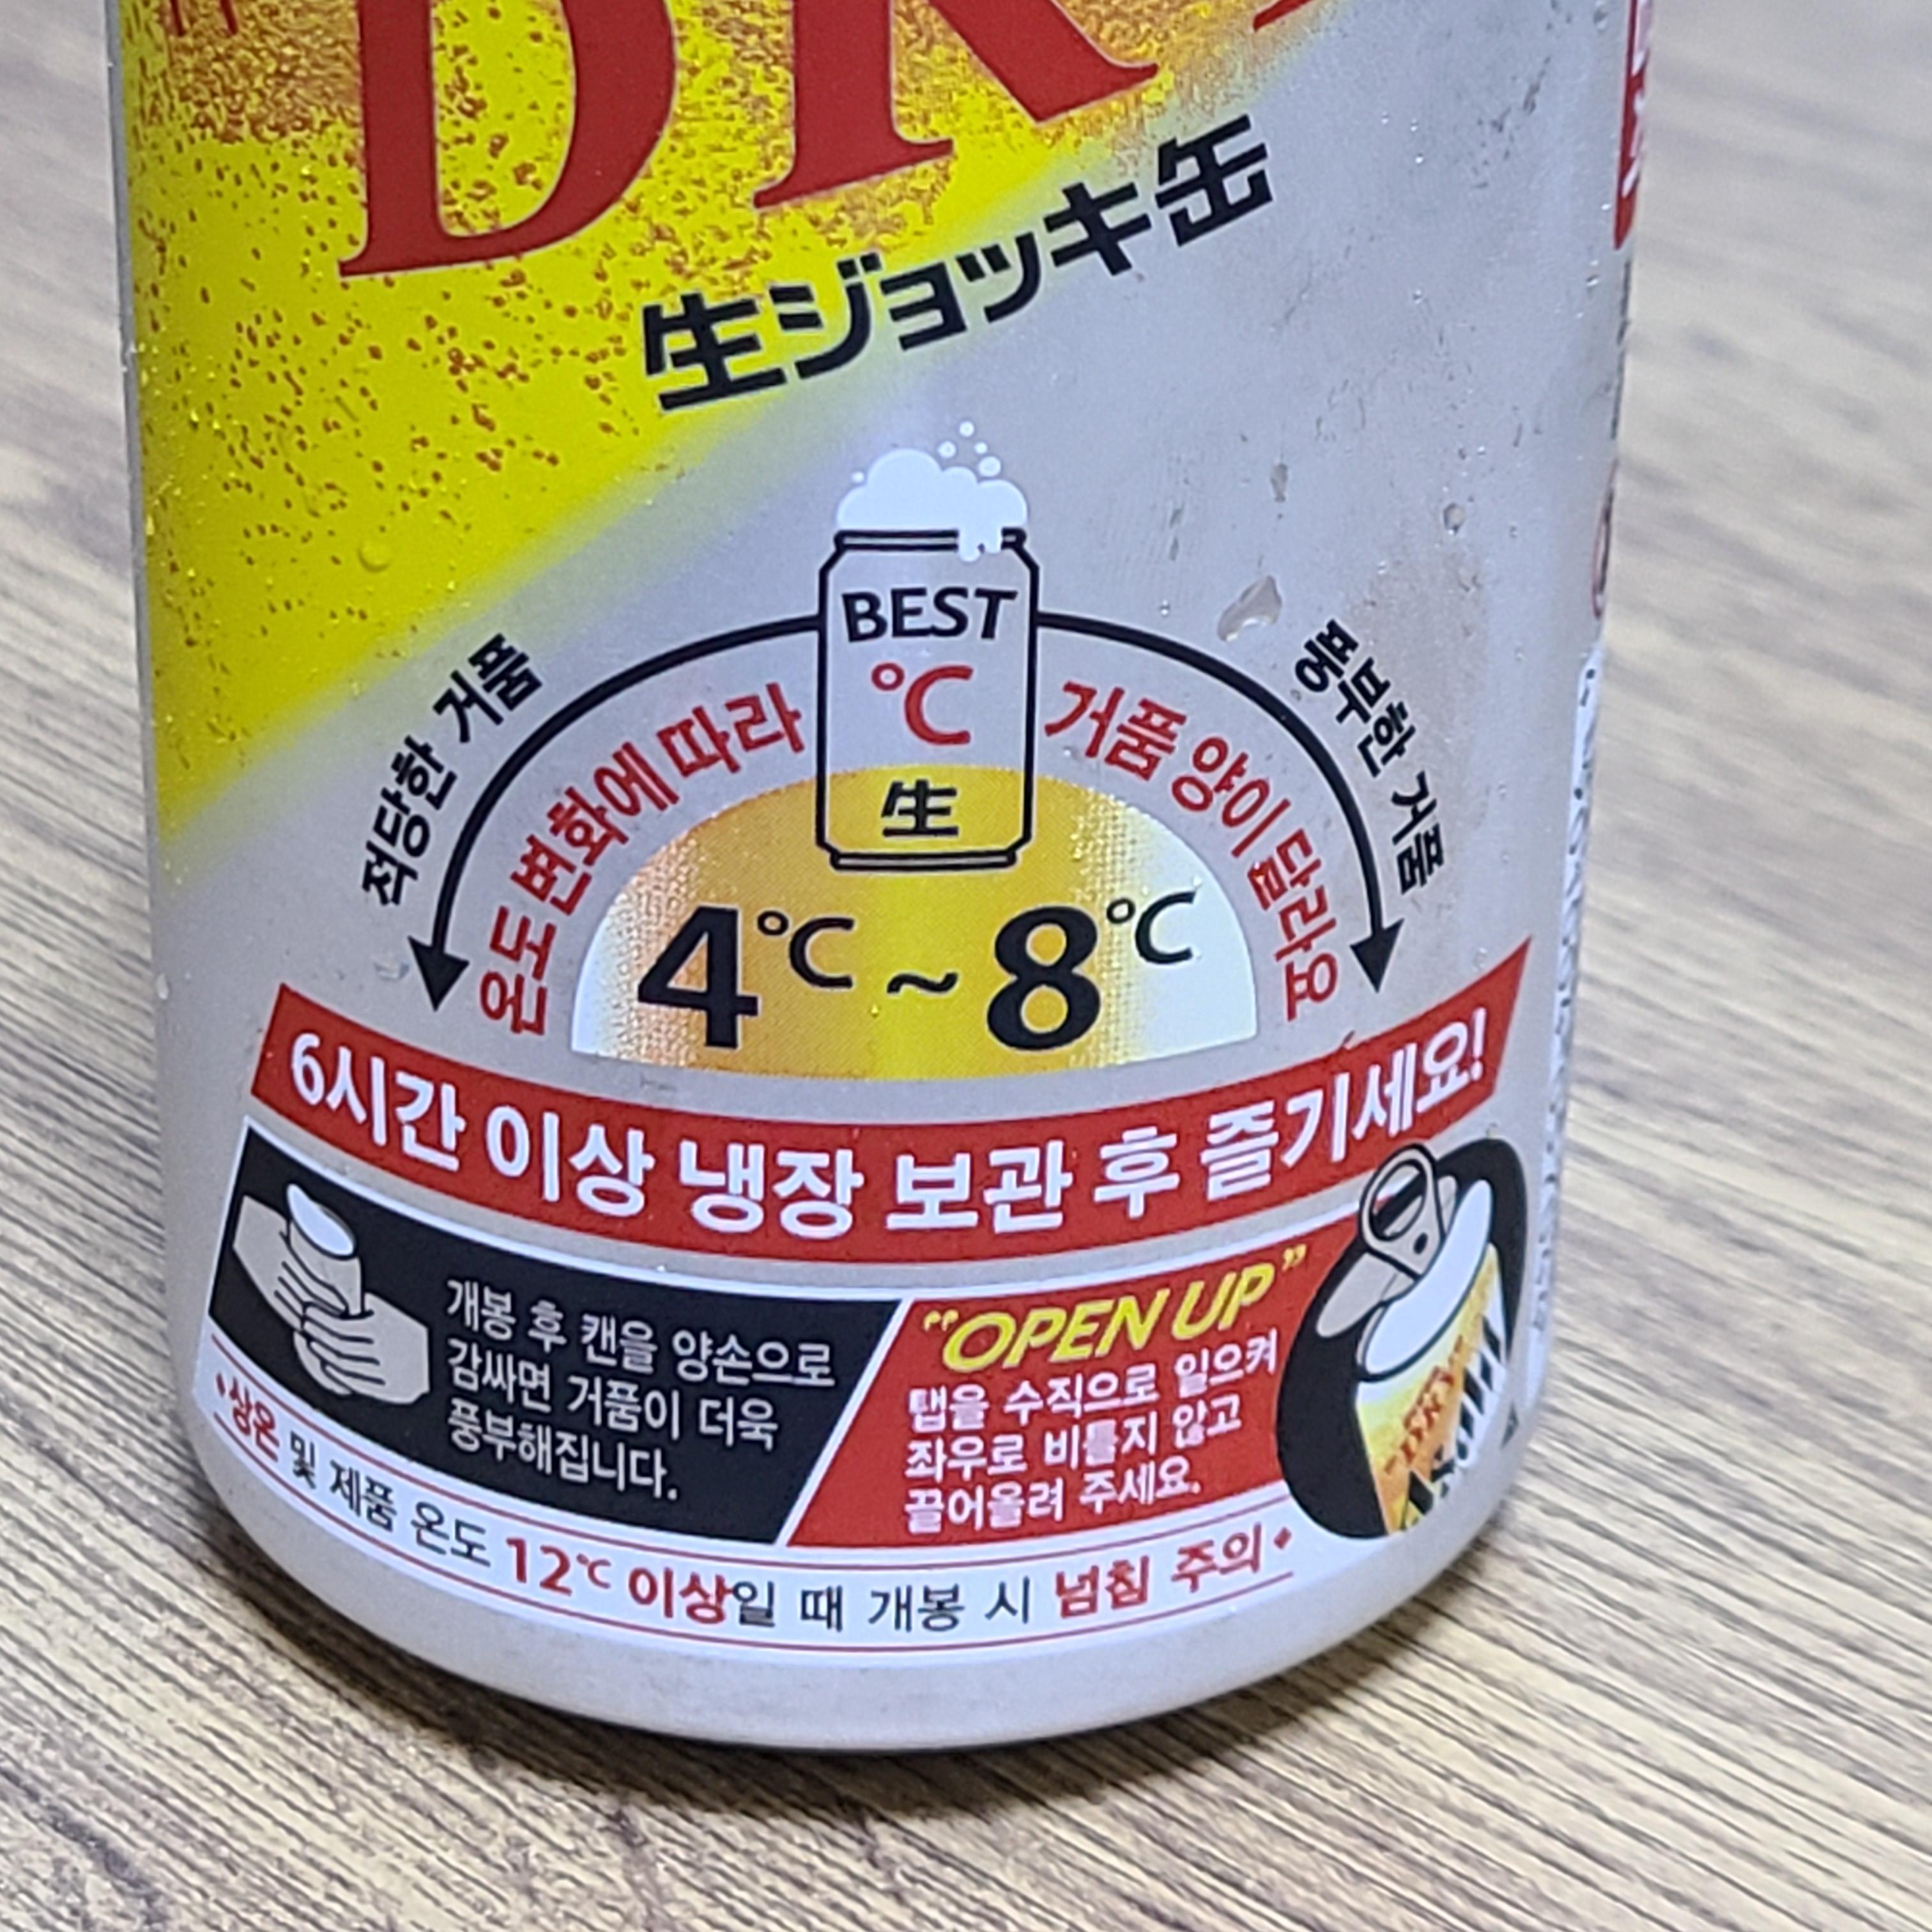 DR
生ジョッキ缶
BEST
℃
生
적당한 거품
풍부한 거품
온도 변화에 따라 거품 양이 달라요
4℃ ~ 8℃
6시간 이상 냉장 보관 후 즐기세요!
개봉 후 캔을 양손으로
감싸면 거품이 더욱
풍부해집니다.
"OPEN UP"
탭을 수직으로 일으켜
좌우로 비틀지 않고
끌어올려 주세요.
DRY
상온 및 제품 온도 12℃ 이상일 때 개봉 시 넘침 주의